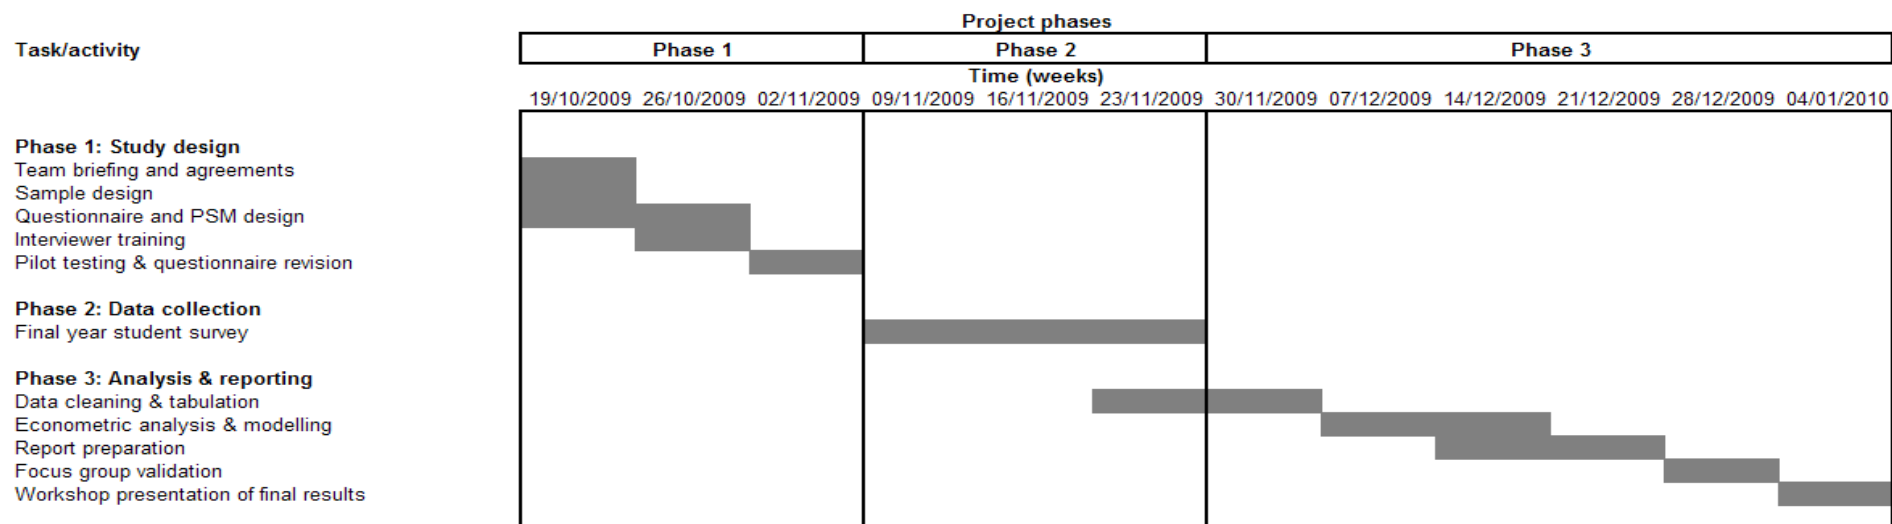 Project phases
Task/activity Phase 1 Phase 2 Phase 3
Time (weeks)
19/10/2009 26/10/2009 02/11/2009 09/11/2009 16/11/2009 23/11/2009 30/11/2009 07/12/2009 14/12/2009 21/12/2009 28/12/2009 04/01/2010
Phase 1: Study design
Team briefing and agreements
Sample design
Questionnaire and PSM design
Interviewer training
Pilot testing & questionnaire revision
Phase 2: Data collection
Final year student survey
Phase 3: Analysis & reporting
Data cleaning & tabulation
Econometric analysis & modelling
Report preparation
Focus group validation
Workshop presentation of final results